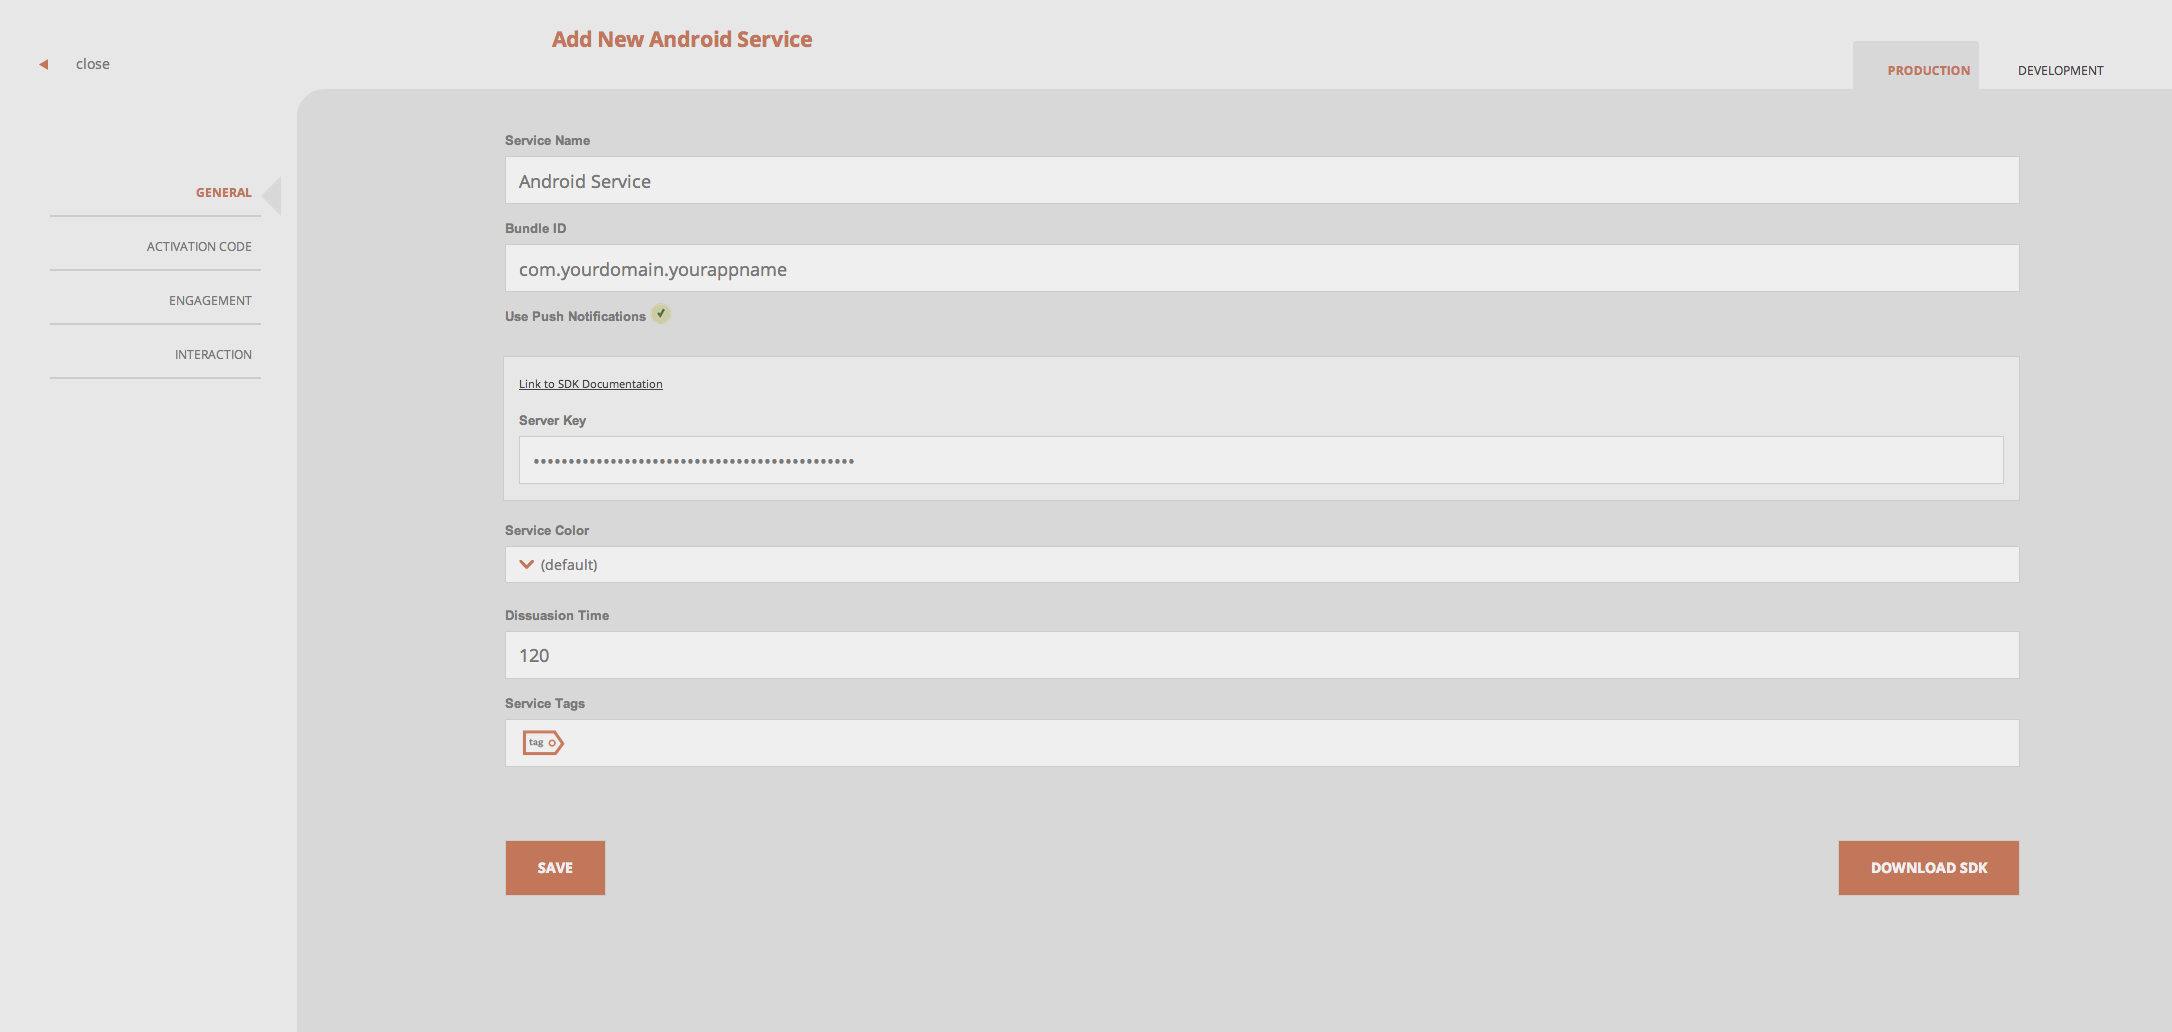 Add New Android Service
close
PRODUCTION
DEVELOPMENT
GENERAL
ACTIVATION CODE
ENGAGEMENT
INTERACTION
Service Name
Android Service
Bundle ID
com.yourdomain.yourappname
Use Push Notifications
Link to SDK Documentation
Server Key
••••••••••••••••••••••••••••••••••••••••••••••
Service Color
(default)
Dissuasion Time
120
Service Tags
tag
SAVE
DOWNLOAD SDK